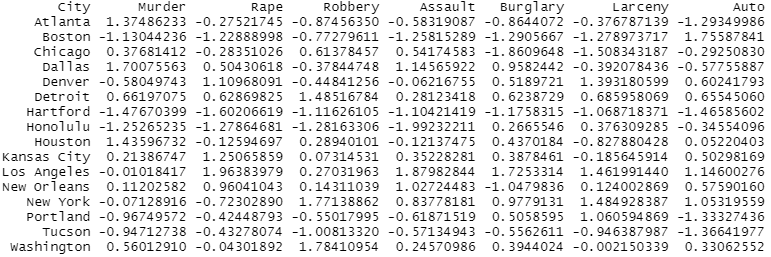 City Murder Rape Robbery Assault Burglary Larceny Auto
Atlanta 1.37486233 -0.27521745 -0.87456350 -0.58319087 -0.8644072 -0.376787139 -1.29349986
Boston -1.13044236 -1.22888998 -0.77279611 -1.25815289 -1.2905667 -1.278973717 1.75587841
Chicago 0.37681412 -0.28351026 0.61378457 0.54174583 -1.8609648 -1.508343187 -0.29250830
Dallas 1.70075563 0.50430618 -0.37844748 1.14565922 0.9582442 -0.392078436 -0.57755887
Denver -0.58049743 1.10968091 -0.44841256 -0.06216755 0.5189721 1.393180599 0.60241793
Detroit 0.66197075 0.62869825 1.48516784 0.28123418 0.6238729 0.685958069 0.65545060
Hartford -1.47670399 -1.60206619 -1.11626105 -1.10421419 -1.1758315 -1.068718371 -1.46585602
Honolulu -1.25265235 -1.27864681 -1.28163306 -1.99232211 0.2665546 0.376309285 -0.34554096
Houston 1.43596732 -0.12594697 0.28940101 -0.12137475 0.4370184 -0.827880428 0.05220403
Kansas City 0.21386747 1.25065859 0.07314531 0.35228281 0.3878461 -0.185645914 0.50298169
Los Angeles -0.01018417 1.96383979 0.27031963 1.87982844 1.7253314 1.461991440 1.14600276
New Orleans 0.11202582 0.96041043 0.14311039 1.02724483 -1.0479836 0.124002869 0.57590160
New York -0.07128916 -0.72302890 1.77138862 0.83778181 0.9779131 1.484928387 1.05319559
Portland -0.96749572 -0.42448793 -0.55017995 -0.61871519 0.5058595 1.060594869 -1.33327436
Tucson -0.94712738 -0.43278074 -1.00813320 -0.57134943 -0.5562611 -0.946387987 -1.36641977
Washington 0.56012910 -0.04301892 1.78410954 0.24570986 0.3944024 -0.002150339 0.33062552